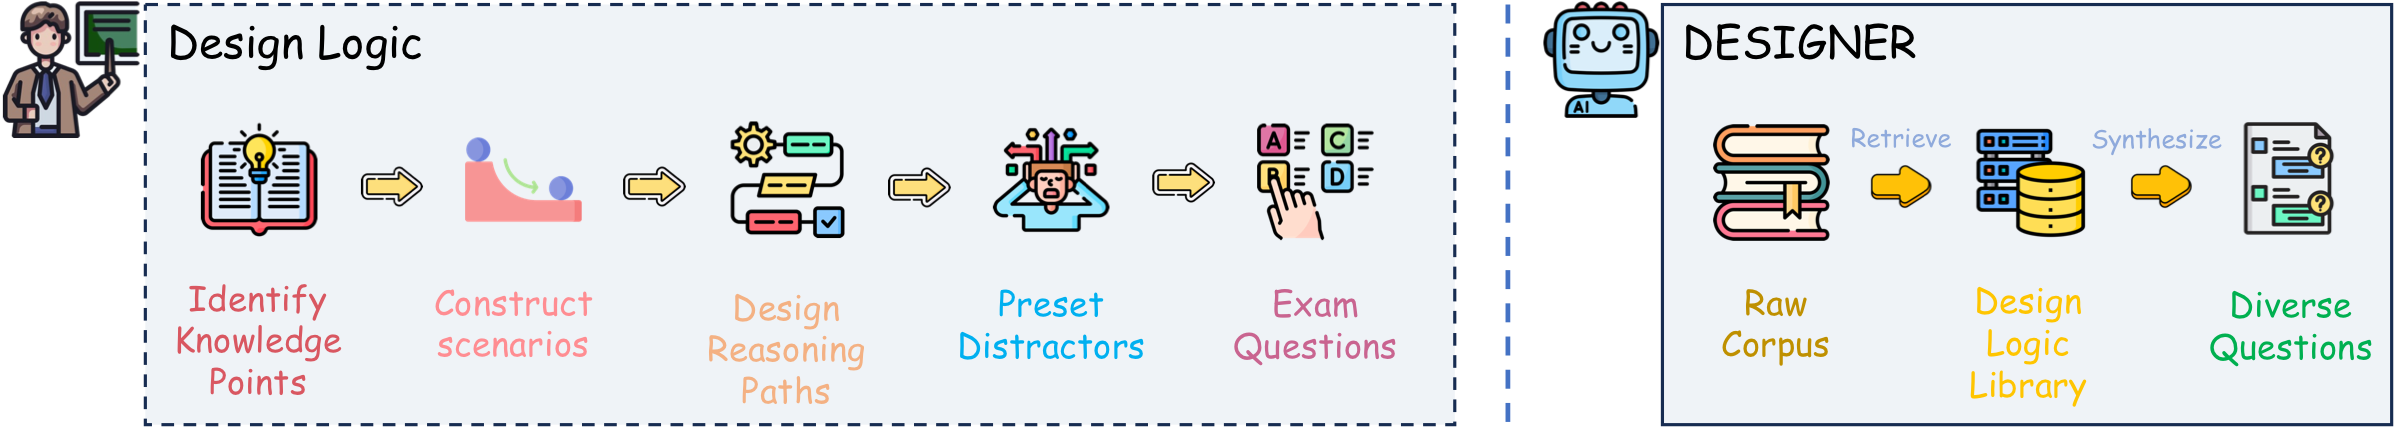 Design Logic
Identify
Knowledge
Points
Construct
scenarios
Design
Reasoning
Paths
Preset
Distractors
A
C
B
D
Exam
Questions
AI
DESIGNER
Retrieve
Synthesize
?
?
Raw
Corpus
Design
Logic
Library
Diverse
Questions